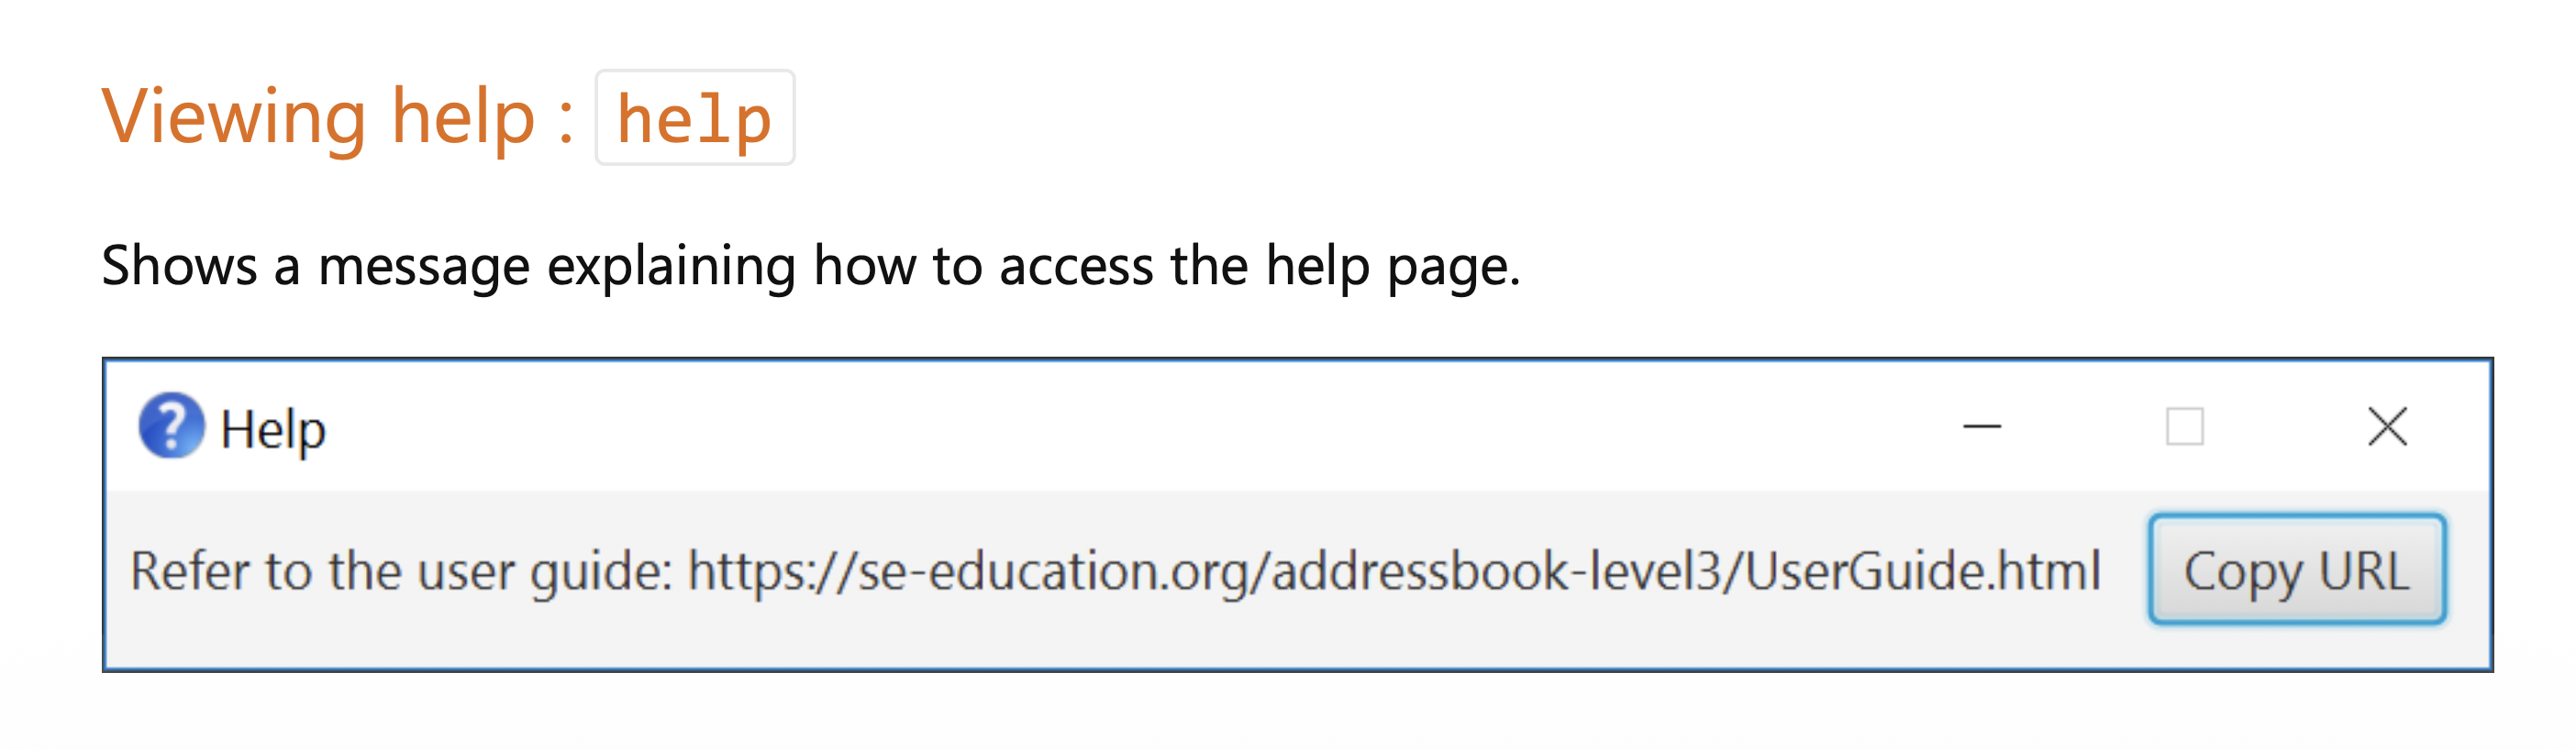 Viewing help : help
Shows a message explaining how to access the help page.
Help
Refer to the user guide: https://se-education.org/addressbook-level3/UserGuide.html Copy URL